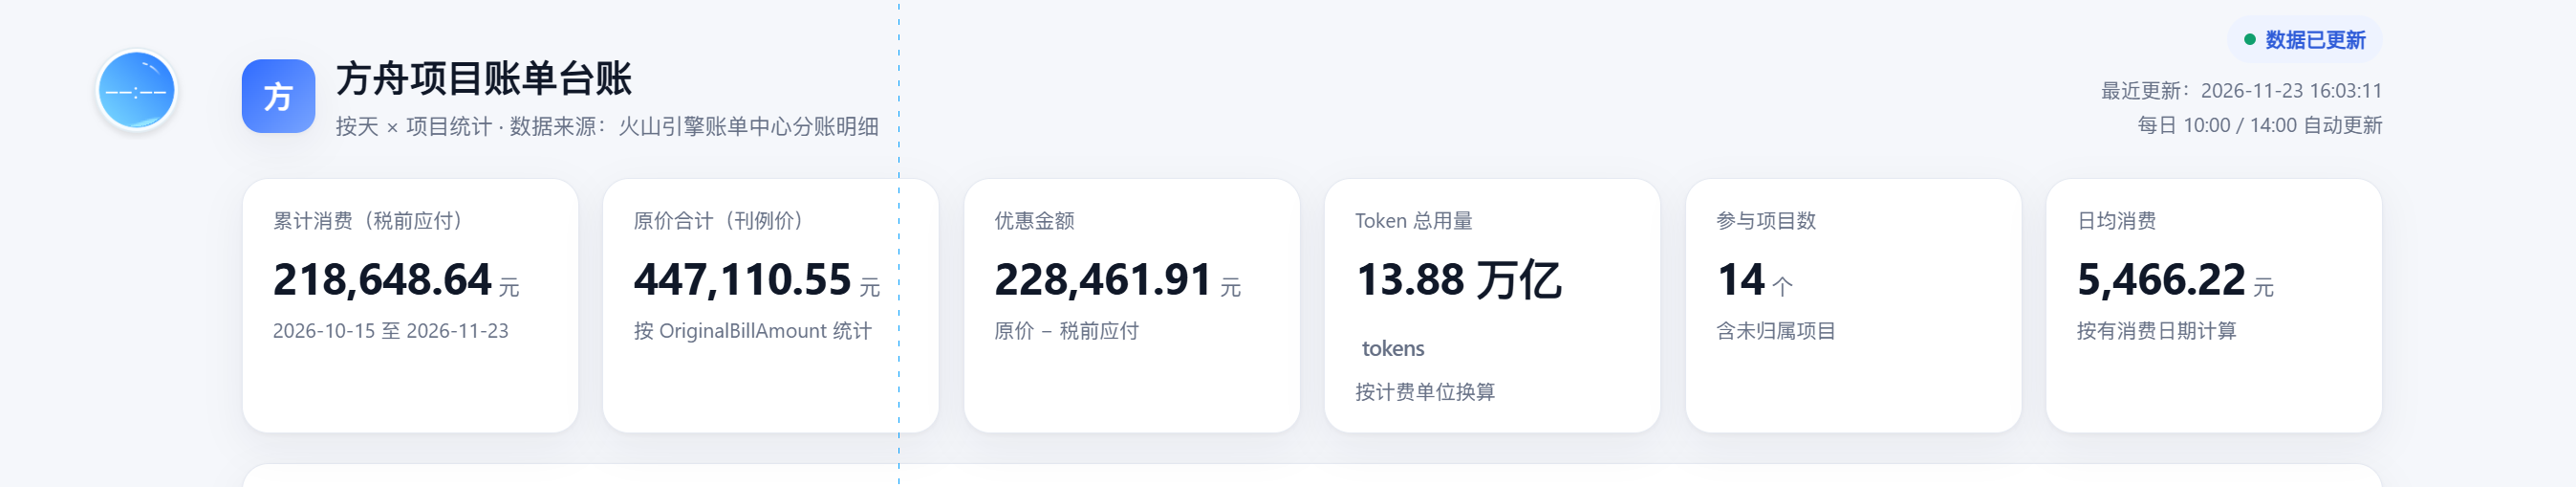 数据已更新
方舟项目账单台账
方
--:--
最近更新：2026-11-23 16:03:11
按天 × 项目统计 · 数据来源：火山引擎账单中心分账明细
每日 10:00 / 14:00 自动更新
累计消费（税前应付）
218,648.64 元
2026-10-15 至 2026-11-23
原价合计（刊例价）
447,110.55 元
按 OriginalBillAmount 统计
优惠金额
228,461.91 元
原价 − 税前应付
Token 总用量
13.88 万亿
tokens
按计费单位换算
参与项目数
14 个
含未归属项目
日均消费
5,466.22 元
按有消费日期计算